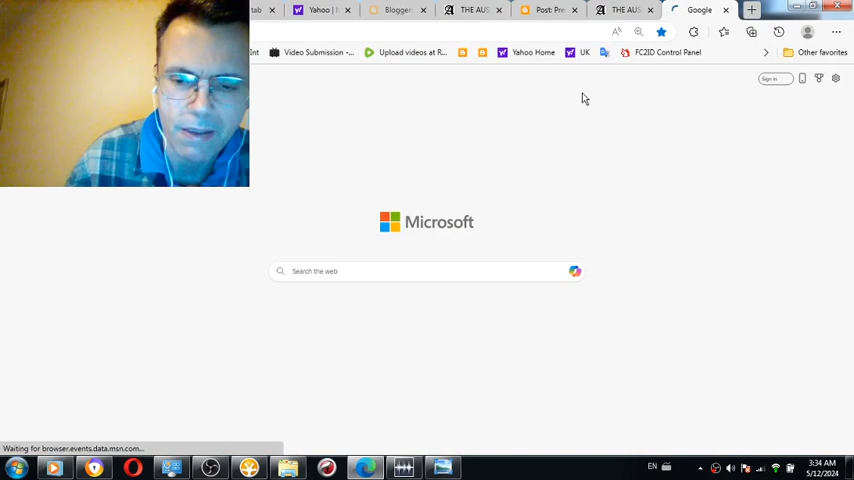 tab
Yahoo |
Blogger
THE AUS
Post: Pre
THE AUS
Google
int
Video Submission -...
Upload videos at R...
Yahoo Home
UK
FC2ID Control Panel
Other favorites
Sign in
Microsoft
Search the web
Waiting for browser.events.data.msn.com...
EN
3:34 AM
5/12/2024